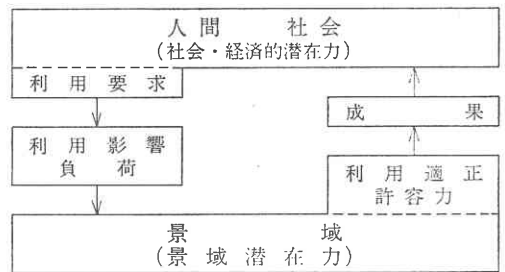 人間 社会
(社会・経済的潜在力)
利用要求
成果
利用影響
負荷
利用適正
許容力
景域
(景域潜在力)